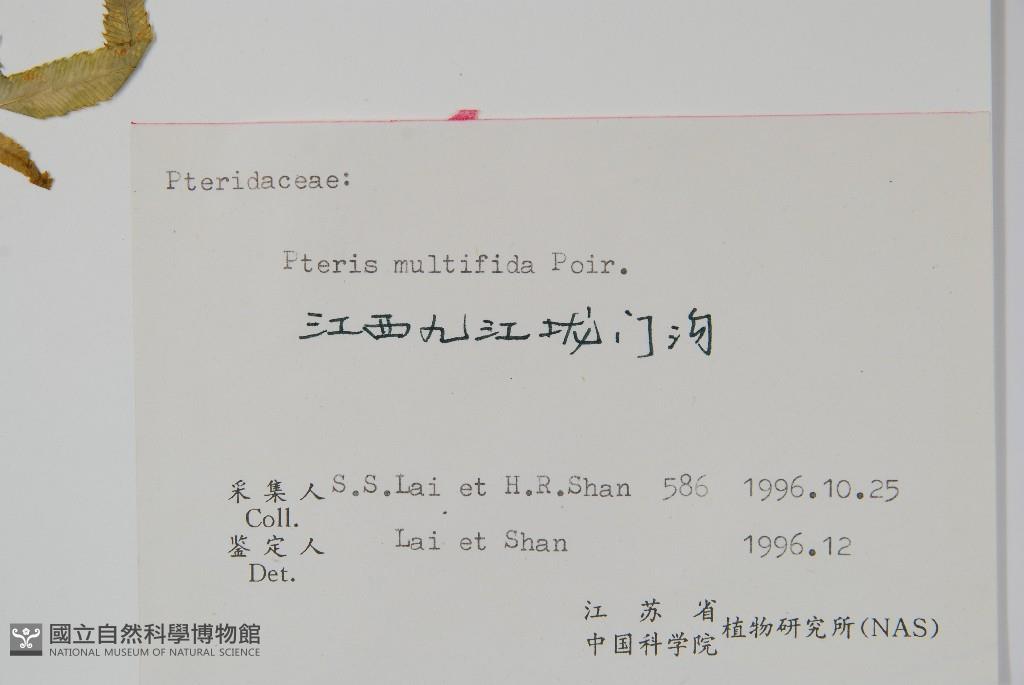 Pteridaceae:
Pteris multifida Poir.
江西九江垅门沟
采集人 S.S.Lai et H.R.Shan 586 1996.10.25
Coll.
鉴定人 Lai et Shan 1996.12
Det.
江苏省
中国科学院 植物研究所(NAS)
國立自然科學博物館
NATIONAL MUSEUM OF NATURAL SCIENCE